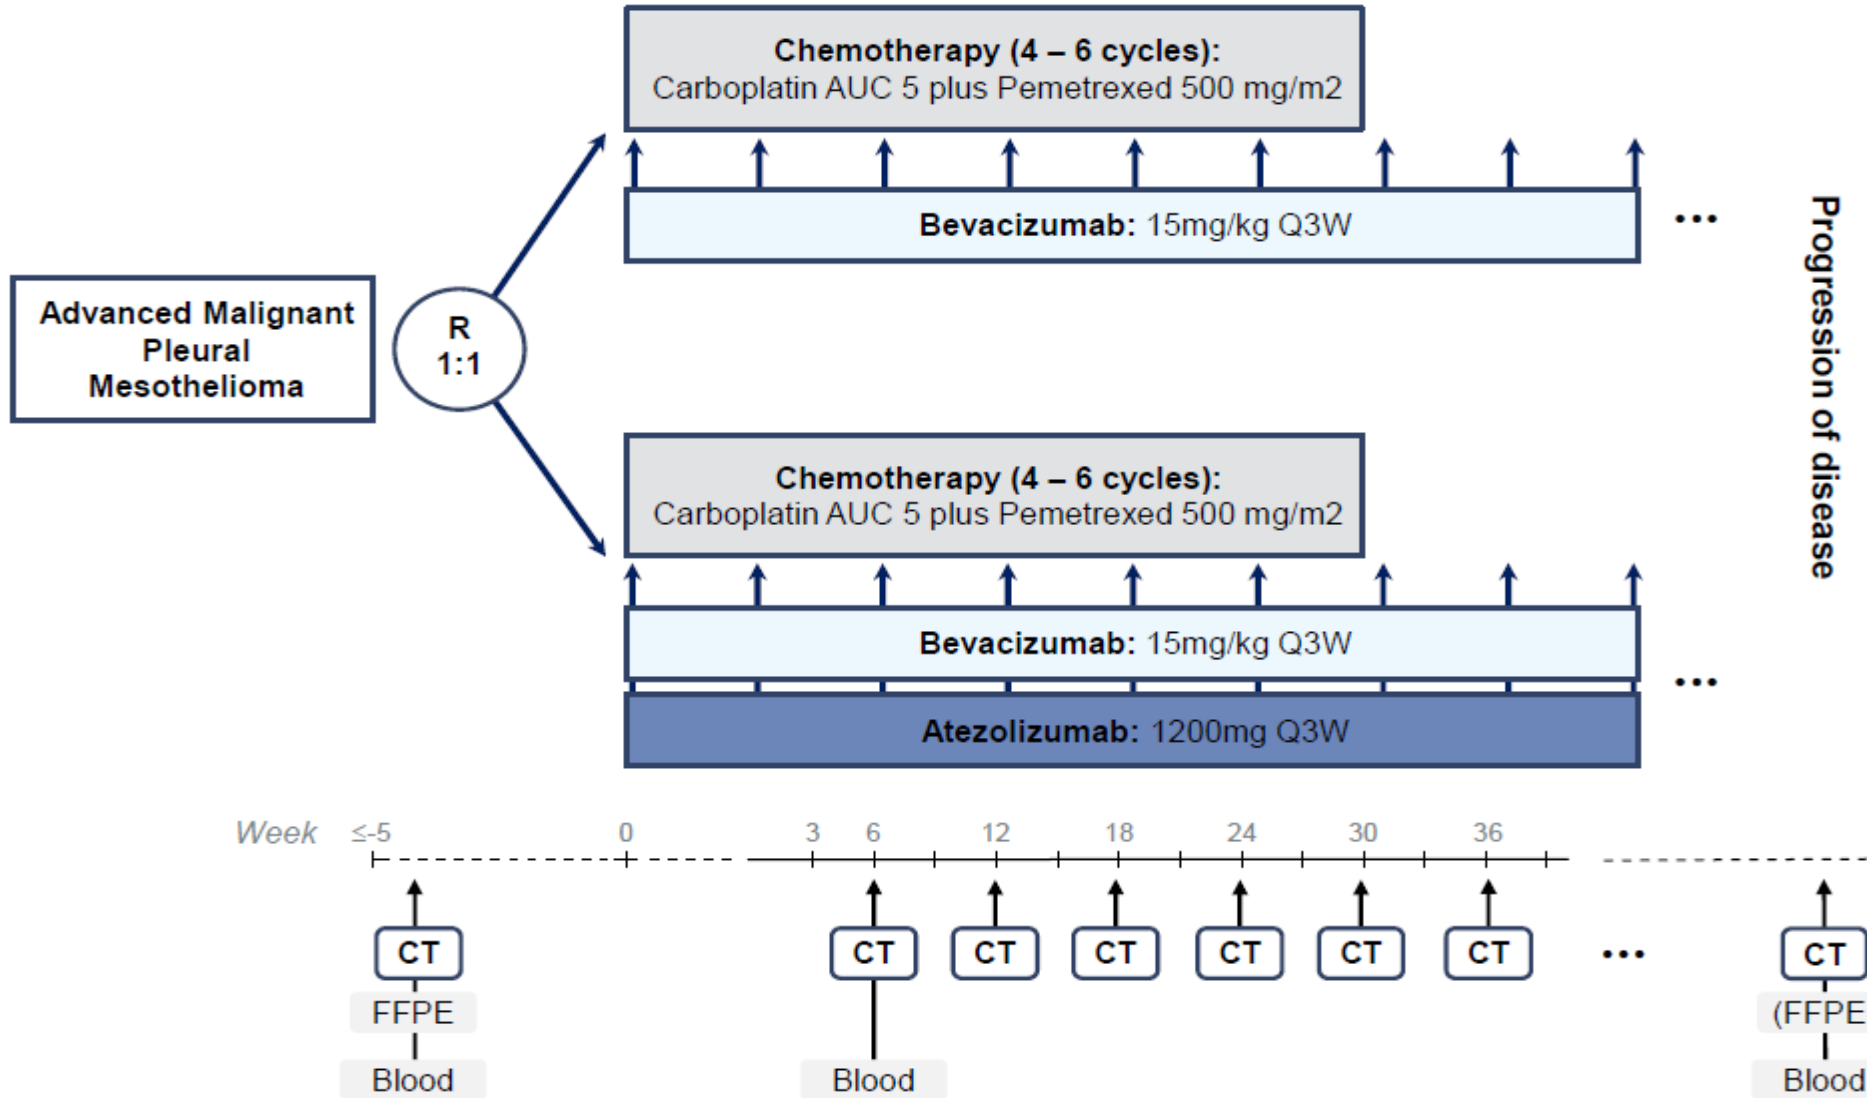 Chemotherapy (4 – 6 cycles):
Carboplatin AUC 5 plus Pemetrexed 500 mg/m2
Bevacizumab: 15mg/kg Q3W
...
Progression of disease
Advanced Malignant
Pleural
Mesothelioma
R
1:1
Chemotherapy (4 – 6 cycles):
Carboplatin AUC 5 plus Pemetrexed 500 mg/m2
Bevacizumab: 15mg/kg Q3W
...
Atezolizumab: 1200mg Q3W
Week ≤-5 0 3 6 12 18 24 30 36
CT CT CT CT CT CT CT ... CT
FFPE (FFPE
Blood Blood Blood